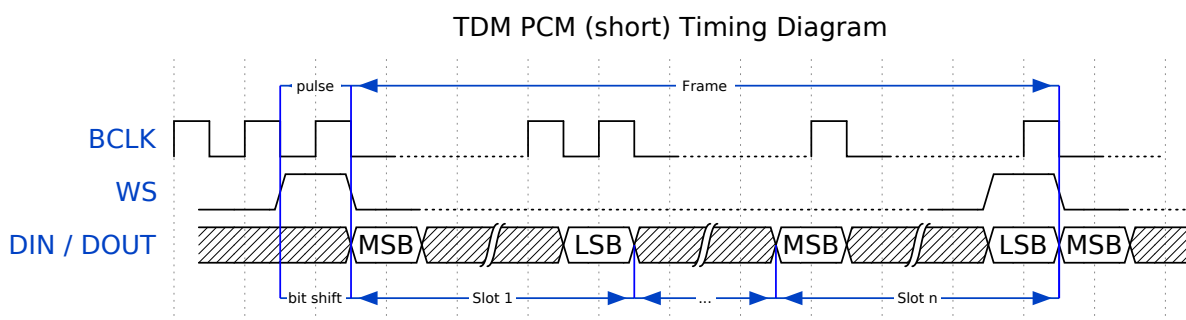 TDM PCM (short) Timing Diagram
pulse Frame
BCLK
WS
DIN / DOUT MSB LSB MSB LSB MSB
bit shift Slot 1 ... Slot n